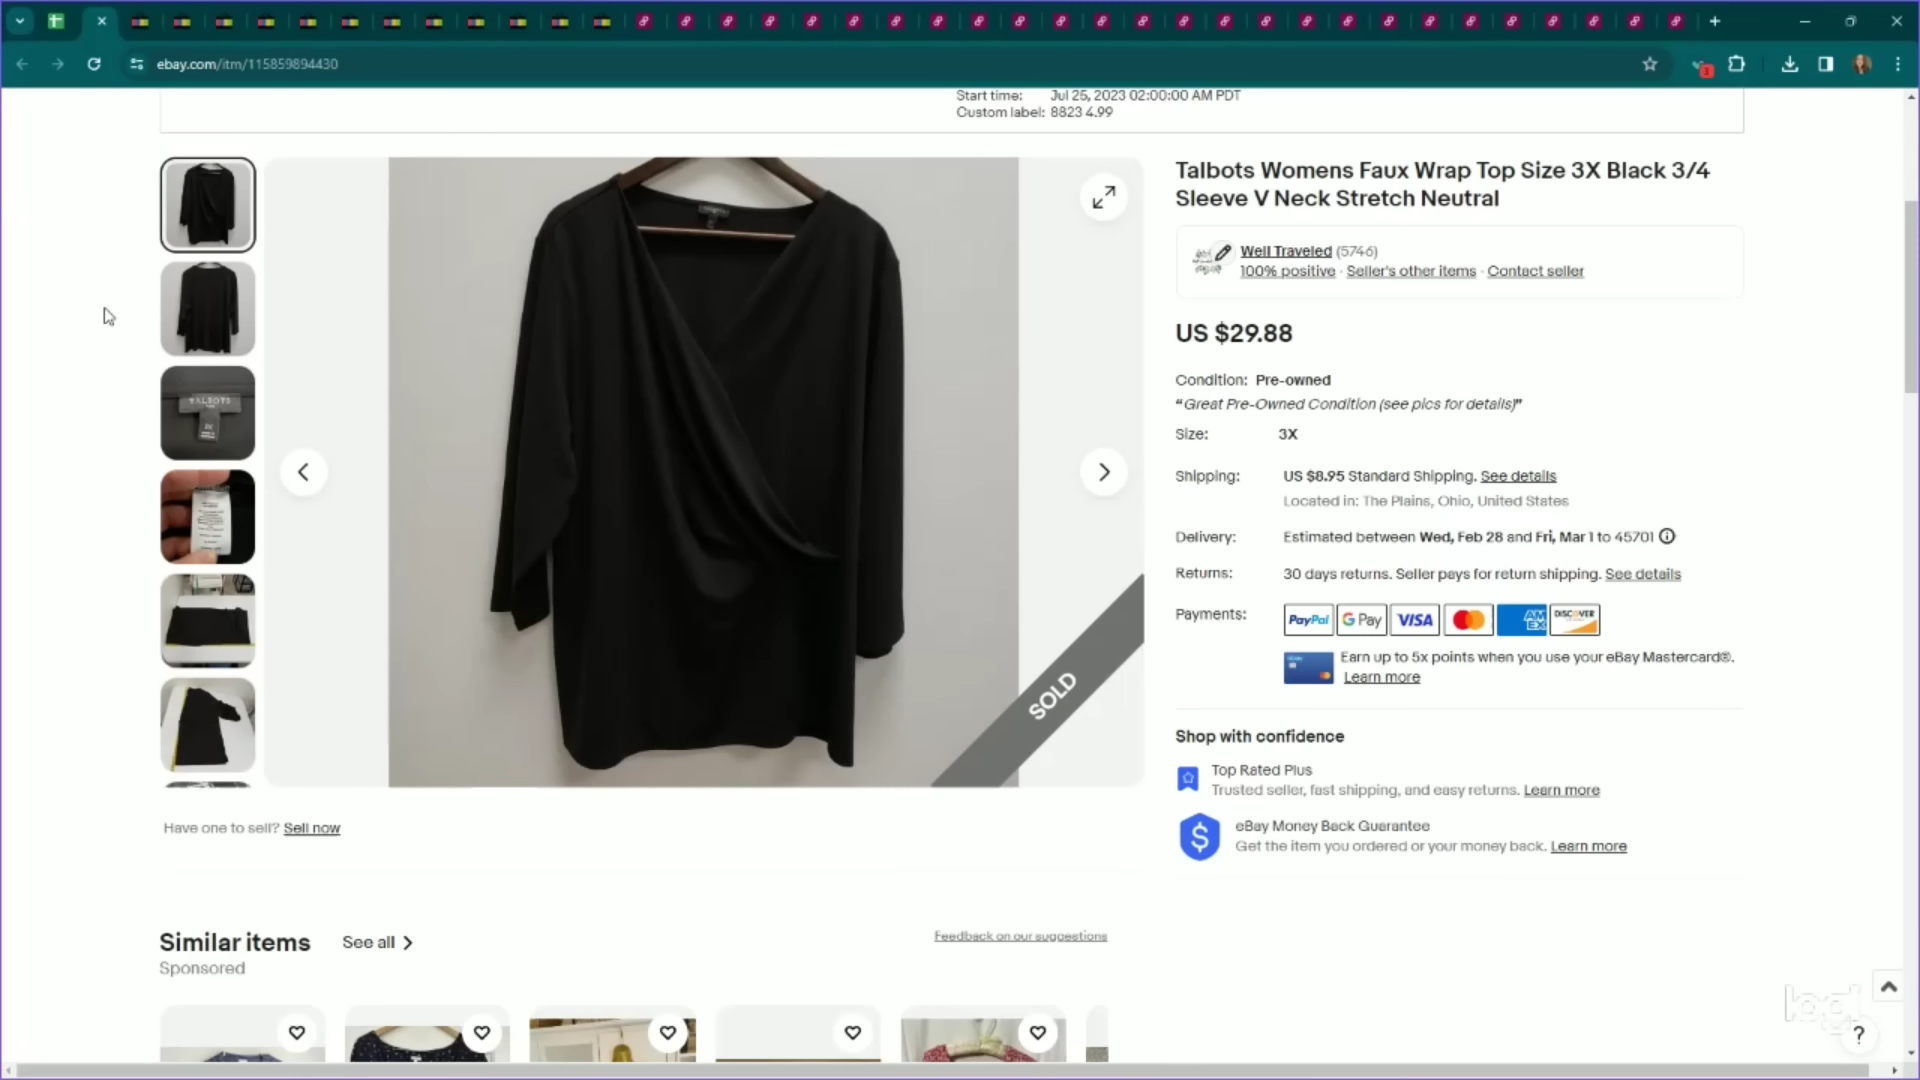 ebay.com/itm/115859894430
3
Start time: Jul 25, 2023 02:00:00 AM PDT
Custom label: 8823 4.99
Talbots Womens Faux Wrap Top Size 3X Black 3/4
Sleeve V Neck Stretch Neutral
Well Traveled (5746)
100% positive · Seller's other items · Contact seller
US $29.88
Condition: Pre-owned
“Great Pre-Owned Condition (see pics for details)”
Size: 3X
Shipping: US $8.95 Standard Shipping. See details
Located in: The Plains, Ohio, United States
Delivery: Estimated between Wed, Feb 28 and Fri, Mar 1 to 45701
Returns: 30 days returns. Seller pays for return shipping. See details
Payments: PayPal G Pay VISA AM EX DISCOVER
Earn up to 5x points when you use your eBay Mastercard®.
Learn more
Shop with confidence
Top Rated Plus
Trusted seller, fast shipping, and easy returns. Learn more
eBay Money Back Guarantee
Get the item you ordered or your money back. Learn more
TALBOTS
SOLD
Have one to sell? Sell now
Similar items See all
Sponsored
Feedback on our suggestions
logi
?